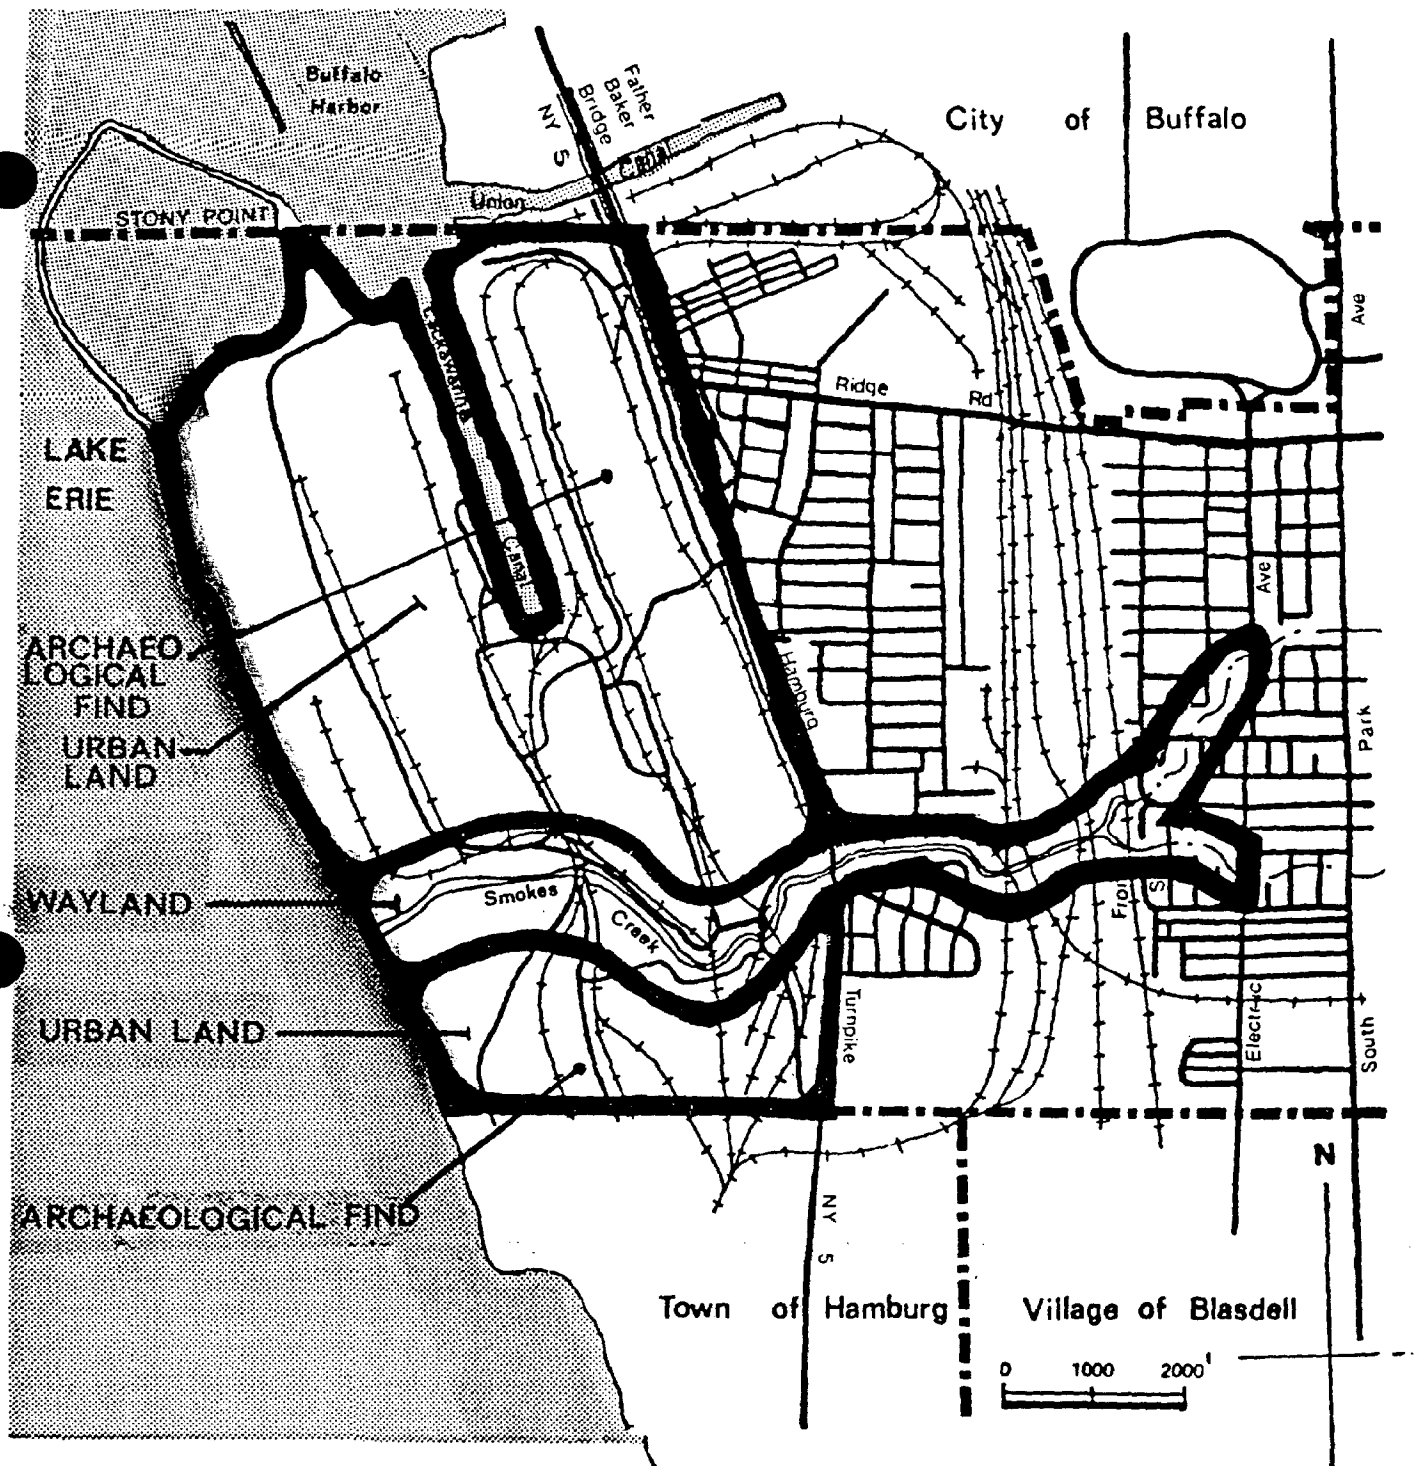 Buffalo
Harbor
Father
Baker
Bridge
NY 5
Canal
Union
City of Buffalo
STONY POINT
Lackawanna
Canal
Ridge Rd
Ave
LAKE
ERIE
Ave
ARCHAEO
LOGICAL
FIND
URBAN
LAND
Hamburg
Park
WAYLAND
Smokes
Creek
URBAN LAND
Turnpike
Electric
South
N
ARCHAEOLOGICAL FIND
NY 5
Town of Hamburg
Village of Blasdell
0 1000 2000'